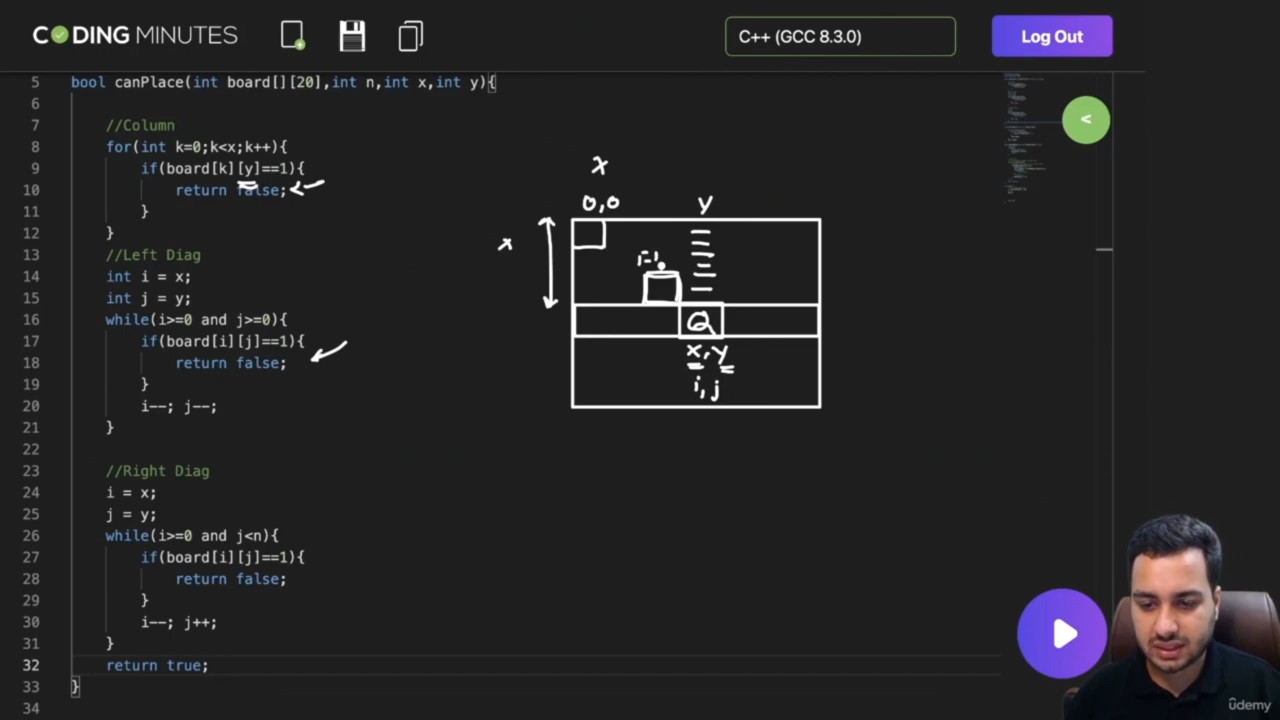 CODING MINUTES
C++ (GCC 8.3.0)
Log Out
5 bool canPlace(int board[][20],int n,int x,int y){
6
7 //Column
8 for(int k=0;k<x;k++){
9 if(board[k][y]==1){
10 return false;
11 }
12 }
13 //Left Diag
14 int i = x;
15 int j = y;
16 while(i>=0 and j>=0){
17 if(board[i][j]==1){
18 return false;
19 }
20 i--; j--;
21 }
22
23 //Right Diag
24 i = x;
25 j = y;
26 while(i>=0 and j<n){
27 if(board[i][j]==1){
28 return false;
29 }
30 i--; j++;
31 }
32 return true;
33 }
34
<
x
0,0
y
x
i-1,
Q
x,y
i,j
ûdemy